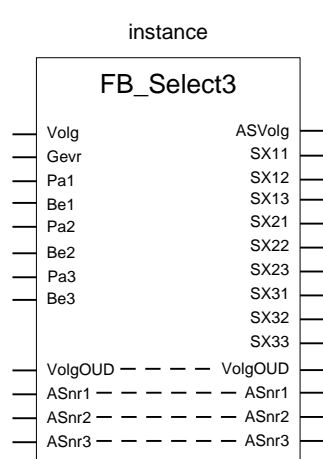 instance
FB_Select3
Volg ASVolg
Gevr SX11
Pa1 SX12
Be1 SX13
Pa2 SX21
Be2 SX22
Pa3 SX23
Be3 SX31
SX32
SX33
VolgOUD VolgOUD
ASnr1 ASnr1
ASnr2 ASnr2
ASnr3 ASnr3